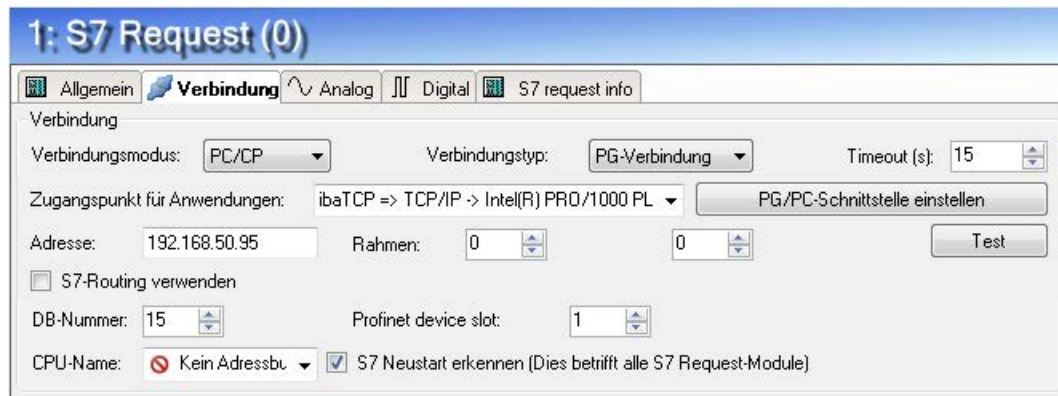 1: S7 Request (0)
Allgemein Verbindung Analog Digital S7 request info
Verbindung
Verbindungsmodus: PC/CP Verbindungstyp: PG-Verbindung Timeout (s): 15
Zugangspunkt für Anwendungen: ibaTCP => TCP/IP -> Intel(R) PRO/1000 PL PG/PC-Schnittstelle einstellen
Adresse: 192.168.50.95 Rahmen: 0 0 Test
S7-Routing verwenden
DB-Nummer: 15 Profinet device slot: 1
CPU-Name: Kein Adressbu S7 Neustart erkennen (Dies betrifft alle S7 Request-Module)